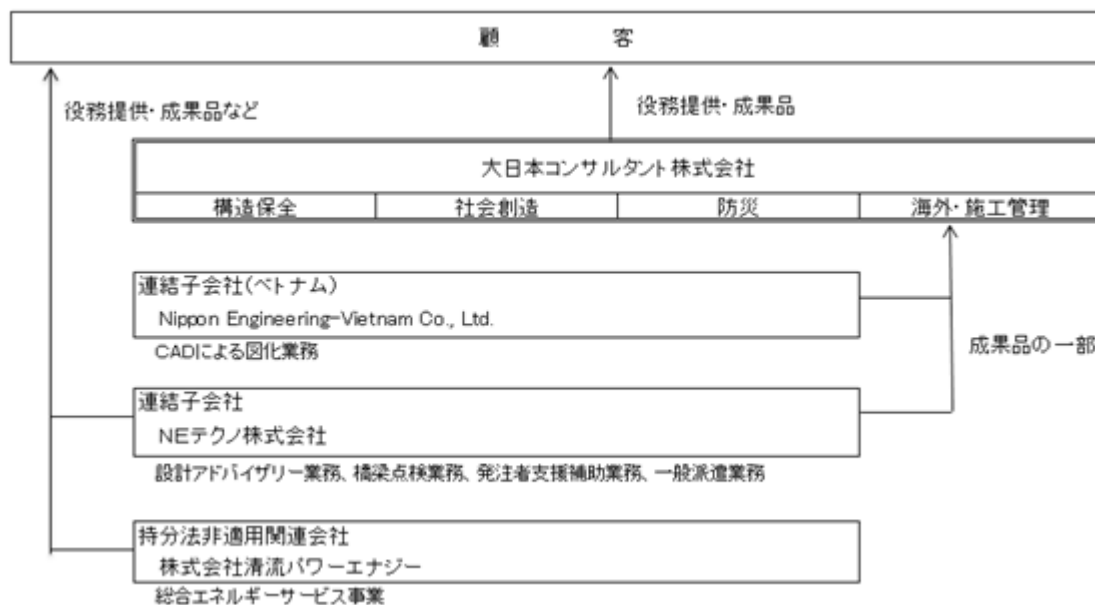 顧　　客
役務提供・成果品など
役務提供・成果品
大日本コンサルタント株式会社
構造保全　社会創造　防災　海外・施工管理
連結子会社(ベトナム)
Nippon Engineering-Vietnam Co., Ltd.
CADによる図化業務
成果品の一部
連結子会社
NEテクノ株式会社
設計アドバイザリー業務、橋梁点検業務、発注者支援補助業務、一般派遣業務
持分法非適用関連会社
株式会社清流パワーエナジー
総合エネルギーサービス事業